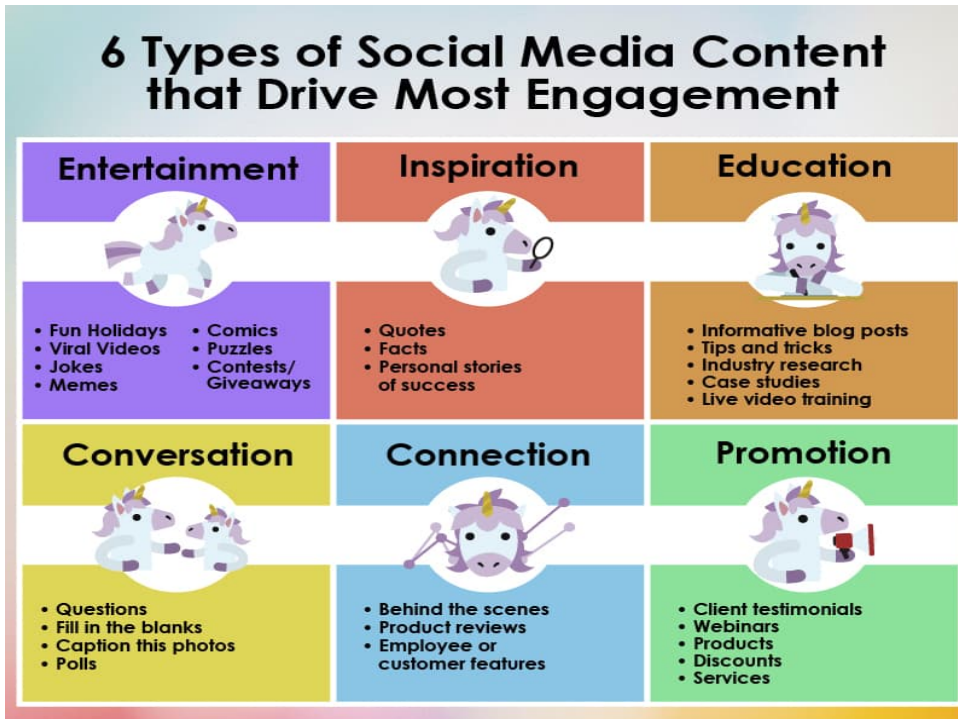 6 Types of Social Media Content
that Drive Most Engagement
Entertainment
• Fun Holidays
• Viral Videos
• Jokes
• Memes
• Comics
• Puzzles
• Contests/
Giveaways
Inspiration
• Quotes
• Facts
• Personal stories
of success
Education
• Informative blog posts
• Tips and tricks
• Industry research
• Case studies
• Live video training
Conversation
• Questions
• Fill in the blanks
• Caption this photos
• Polls
Connection
• Behind the scenes
• Product reviews
• Employee or
customer features
Promotion
• Client testimonials
• Webinars
• Products
• Discounts
• Services